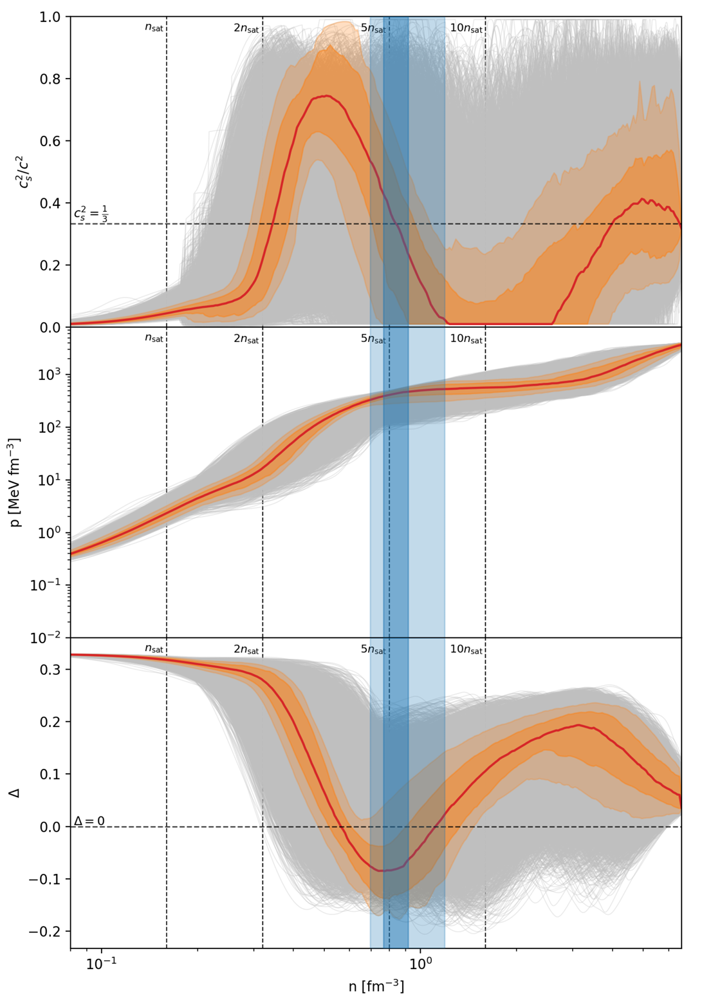 1.0
0.8
0.6
0.4
0.2
0.0
c_s^2/c^2
n_sat
2n_sat
5n_sat
10n_sat
c_s^2 = 1/3
10^3
10^2
10^1
10^0
10^−1
10^−2
p [MeV fm^−3]
n_sat
2n_sat
5n_sat
10n_sat
0.3
0.2
0.1
0.0
−0.1
−0.2
Δ
n_sat
2n_sat
5n_sat
10n_sat
Δ = 0
10^−1
10^0
n [fm^−3]